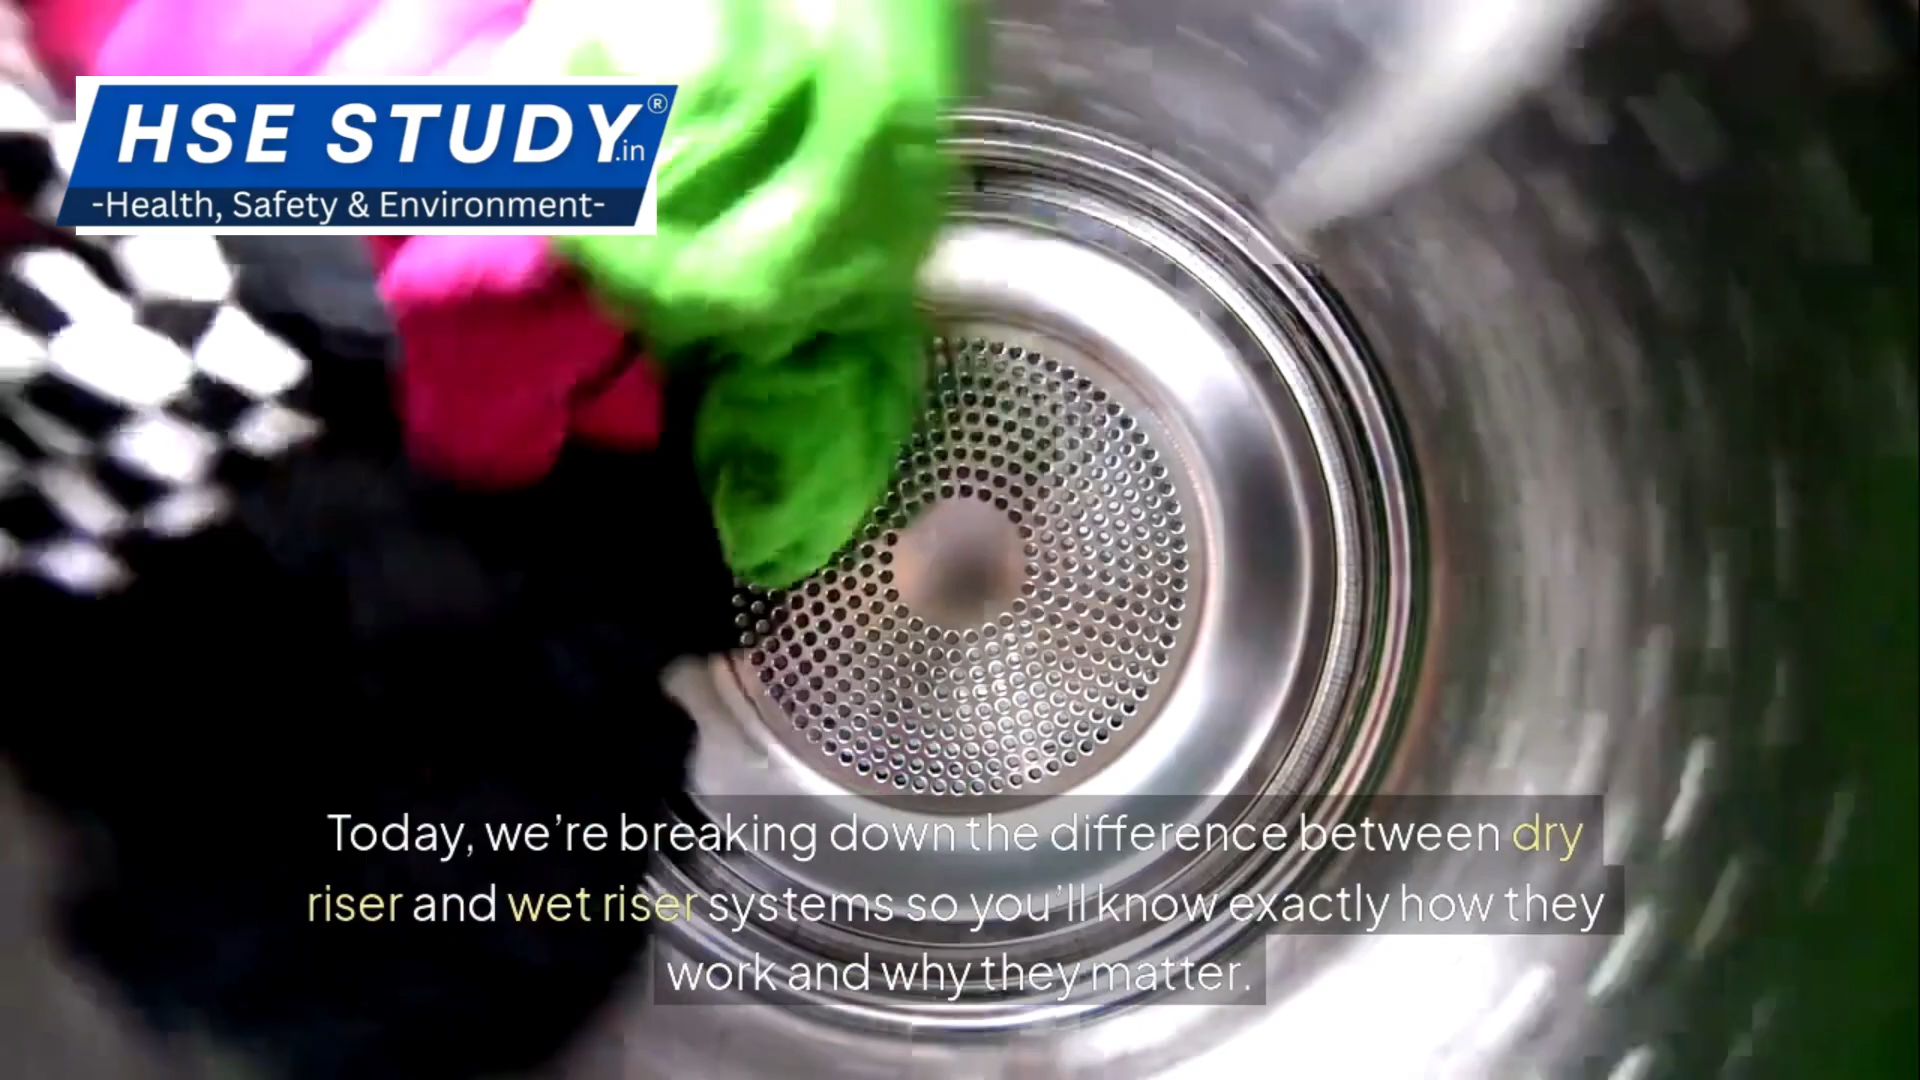 HSE STUDY.in®
-Health, Safety & Environment-
Today, we're breaking down the difference between dry
riser and wet riser systems so you'll know exactly how they
work and why they matter.